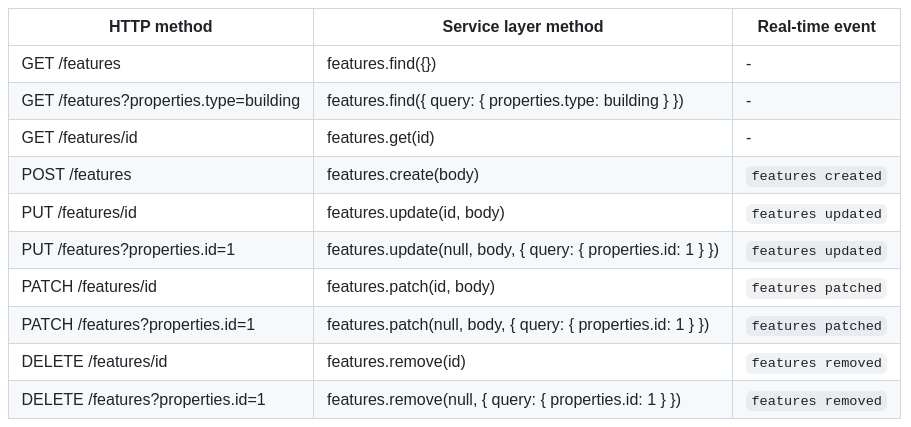 HTTP method Service layer method Real-time event
GET /features features.find({}) -
GET /features?properties.type=building features.find({ query: { properties.type: building } }) -
GET /features/id features.get(id) -
POST /features features.create(body) features created
PUT /features/id features.update(id, body) features updated
PUT /features?properties.id=1 features.update(null, body, { query: { properties.id: 1 } }) features updated
PATCH /features/id features.patch(id, body) features patched
PATCH /features?properties.id=1 features.patch(null, body, { query: { properties.id: 1 } }) features patched
DELETE /features/id features.remove(id) features removed
DELETE /features?properties.id=1 features.remove(null, { query: { properties.id: 1 } }) features removed